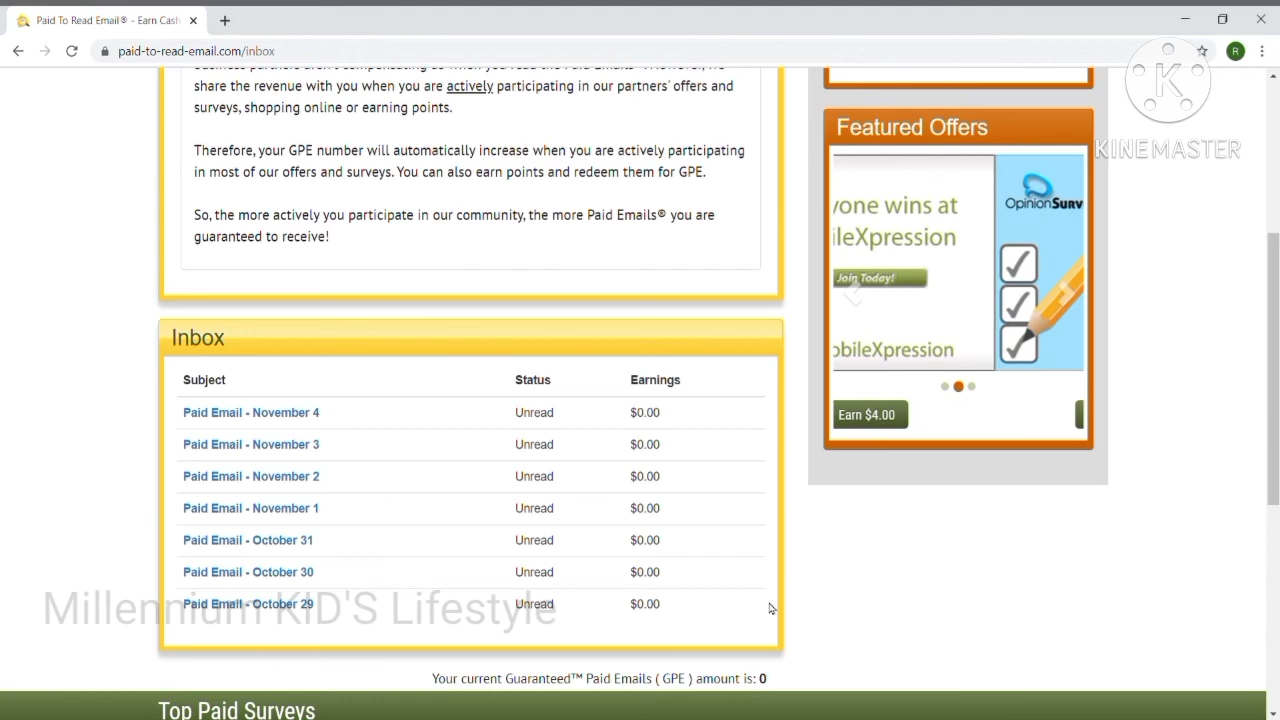 Paid To Read Email® - Earn Cash
paid-to-read-email.com/inbox
R
K
KINEMASTER
share the revenue with you when you are actively participating in our partners' offers and
surveys, shopping online or earning points.
Therefore, your GPE number will automatically increase when you are actively participating
in most of our offers and surveys. You can also earn points and redeem them for GPE.
So, the more actively you participate in our community, the more Paid Emails® you are
guaranteed to receive!
Featured Offers
yone wins at
ileXpression
Join Today!
obileXpression
OpinionSurv
Earn $4.00
Inbox
Subject Status Earnings
Paid Email - November 4 Unread $0.00
Paid Email - November 3 Unread $0.00
Paid Email - November 2 Unread $0.00
Paid Email - November 1 Unread $0.00
Paid Email - October 31 Unread $0.00
Paid Email - October 30 Unread $0.00
Paid Email - October 29 Unread $0.00
Millennium KID'S Lifestyle
Your current Guaranteed™ Paid Emails ( GPE ) amount is: 0
Top Paid Surveys